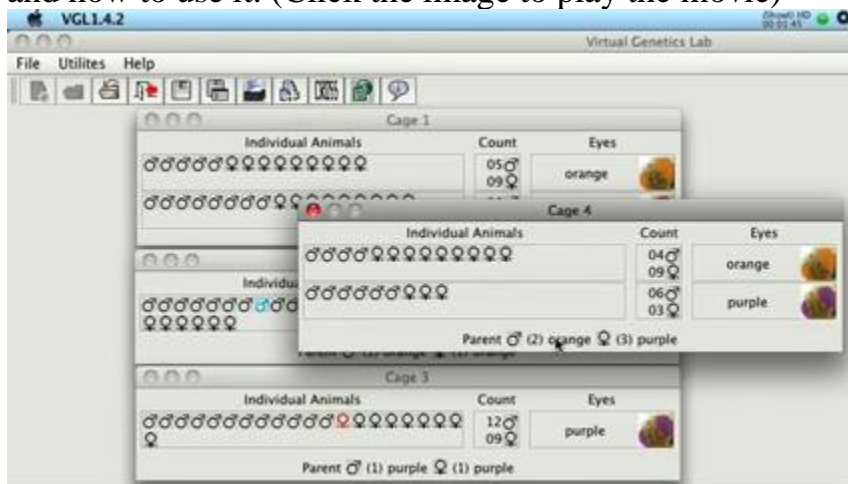 and how to use it. (Click the image to play the movie)
VGL1.4.2
Virtual Genetics Lab
File Utilites Help
Cage 1
Individual Animals Count Eyes
05♂
09♀
orange
Cage 4
Individual Animals Count Eyes
04♂
09♀
orange
06♂
03♀
purple
Parent ♂ (2) orange ♀ (3) purple
Cage 3
Individual Animals Count Eyes
12♂
09♀
purple
Parent ♂ (1) purple ♀ (1) purple